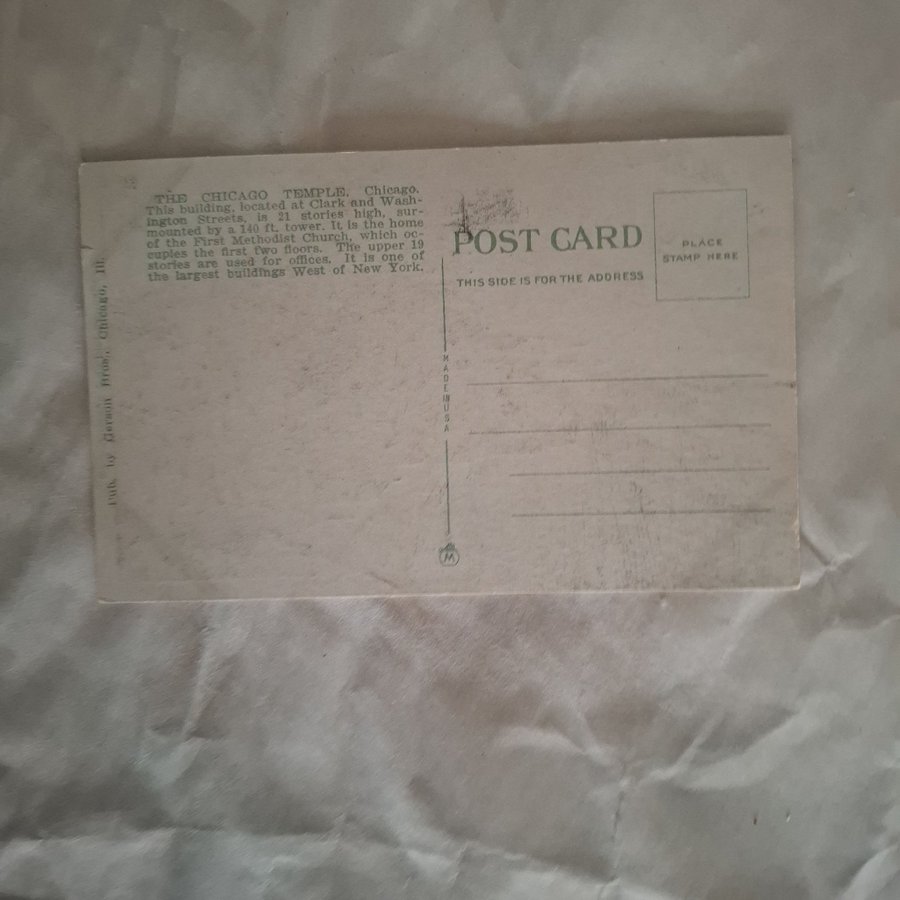 THE CHICAGO TEMPLE, Chicago.
This building, located at Clark and Wash-
ington Streets, is 21 stories high, sur-
mounted by a 140 ft. tower. It is the home
of the First Methodist Church, which oc-
cupies the first two floors. The upper 19
stories are used for offices. It is one of
the largest buildings West of New York.
POST CARD
THIS SIDE IS FOR THE ADDRESS
PLACE
STAMP HERE
MADE IN USA
M
Pub. by Gerson Bros., Chicago, Ill.